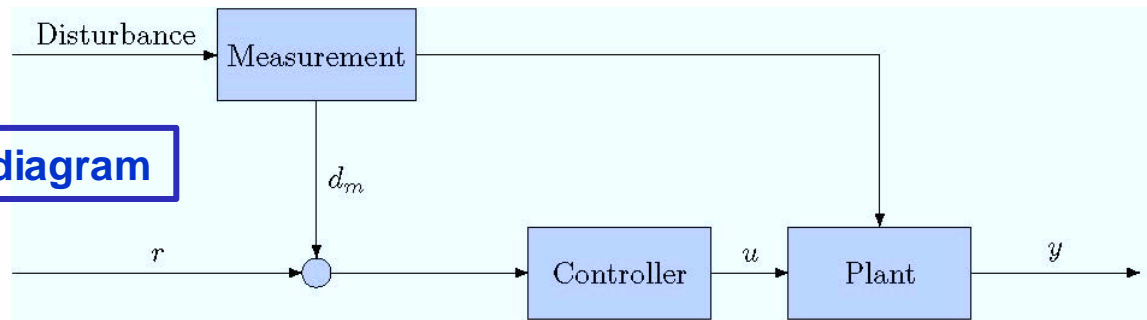 Disturbance
Measurement
diagram
d_m
r
Controller
u
Plant
y